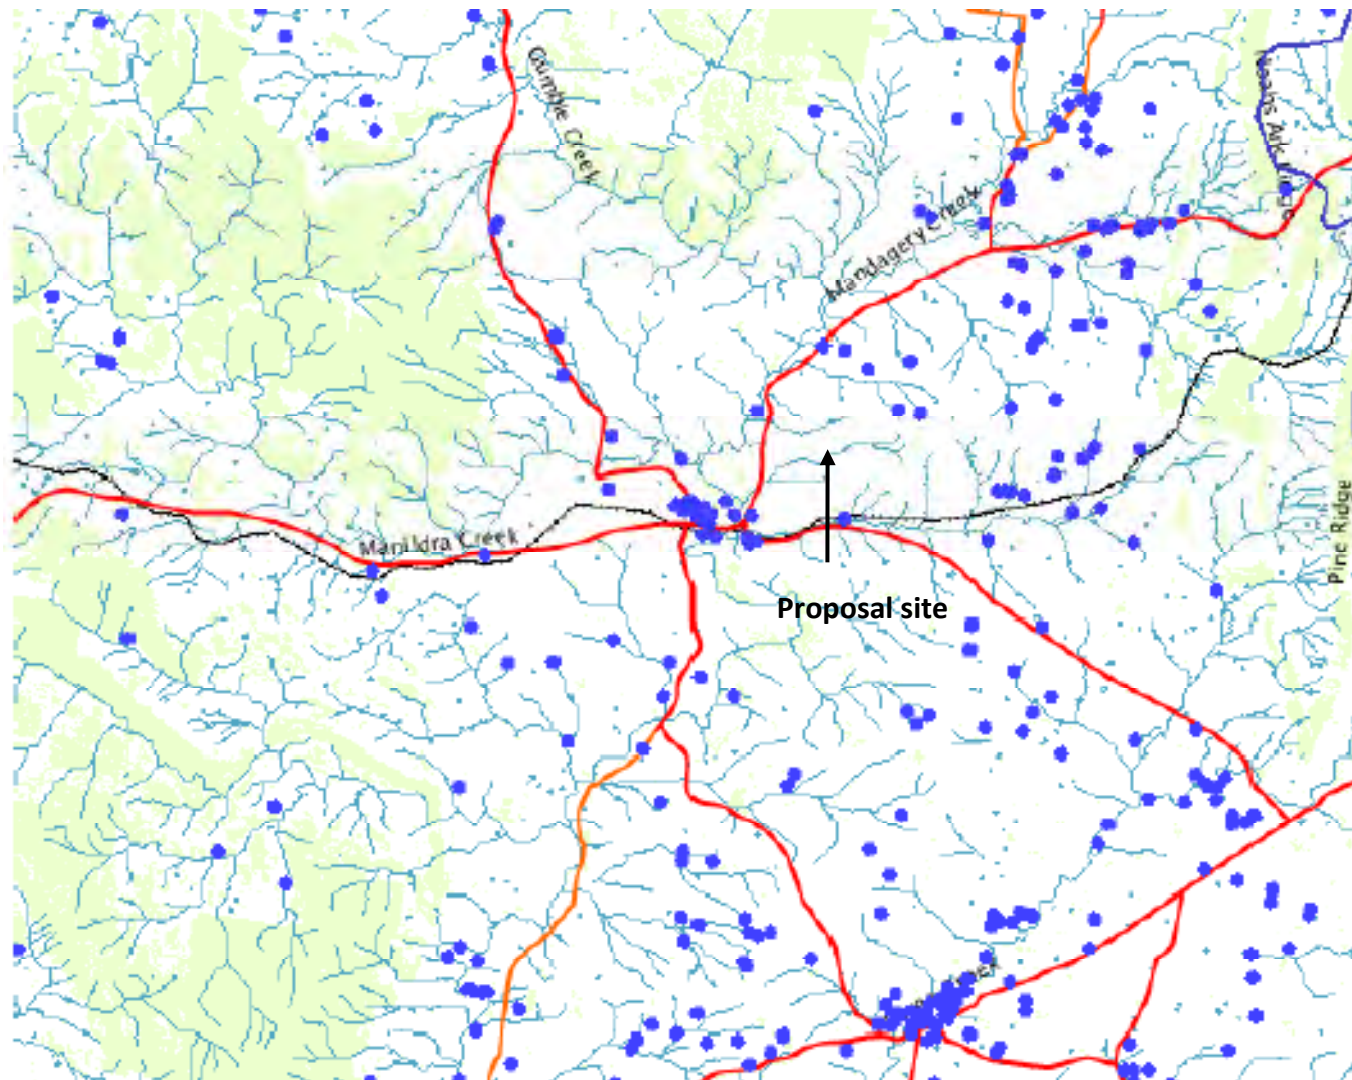 Gumble Creek
Mandagery Creek
Manildra Creek
Proposal site
Pine Ridge